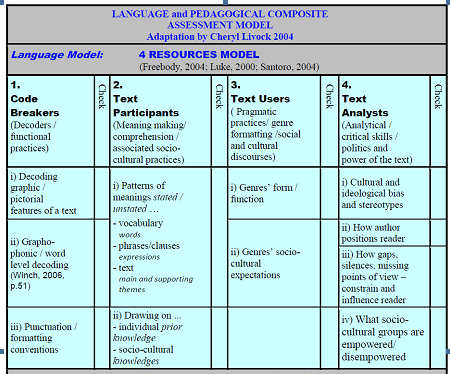 LANGUAGE and PEDAGOGICAL COMPOSITE
ASSESSMENT MODEL
Adaptation by Cheryl Livock 2004
Language Model: 4 RESOURCES MODEL
(Freebody, 2004; Luke, 2000; Santoro, 2004)
1.
Code
Breakers
(Decoders /
functional
practices)
Check
2.
Text
Participants
(Meaning making/
comprehension /
associated socio-
cultural practices)
Check
3.
Text Users
( Pragmatic
practices/ genre
formatting /social
and cultural
discourses)
Check
4.
Text
Analysts
(Analytical /
critical skills /
politics and
power of the text)
Check
i) Decoding
graphic /
pictorial
features of a text
i) Patterns of
meanings stated /
unstated ...
- vocabulary
words
- phrases/clauses
expressions
- text
main and supporting
themes
i) Genres' form /
function
i) Cultural and
ideological bias
and stereotypes
ii) Grapho-
phonic / word
level decoding
(Winch, 2006,
p.51)
ii) Genres' socio-
cultural
expectations
ii) How author
positions reader
iii) How gaps,
silences, missing
points of view –
constrain and
influence reader
iii) Punctuation /
formatting
conventions
ii) Drawing on ...
- individual prior
knowledge
- socio-cultural
knowledges
iv) What socio-
cultural groups are
empowered/
disempowered